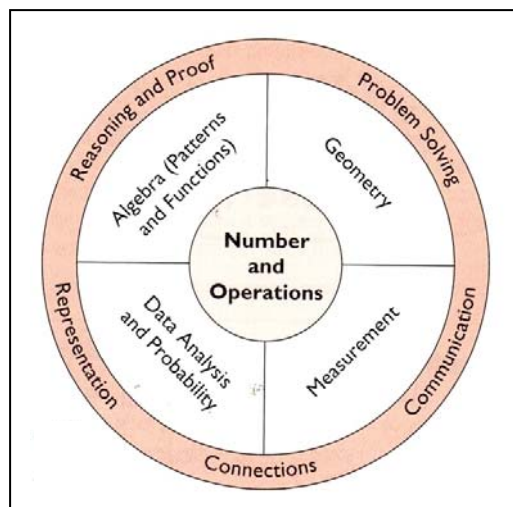 Reasoning and Proof
Problem Solving
Algebra (Patterns
and Functions)
Geometry
Number
and
Operations
Data Analysis
and Probability
Measurement
Representation
Communication
Connections